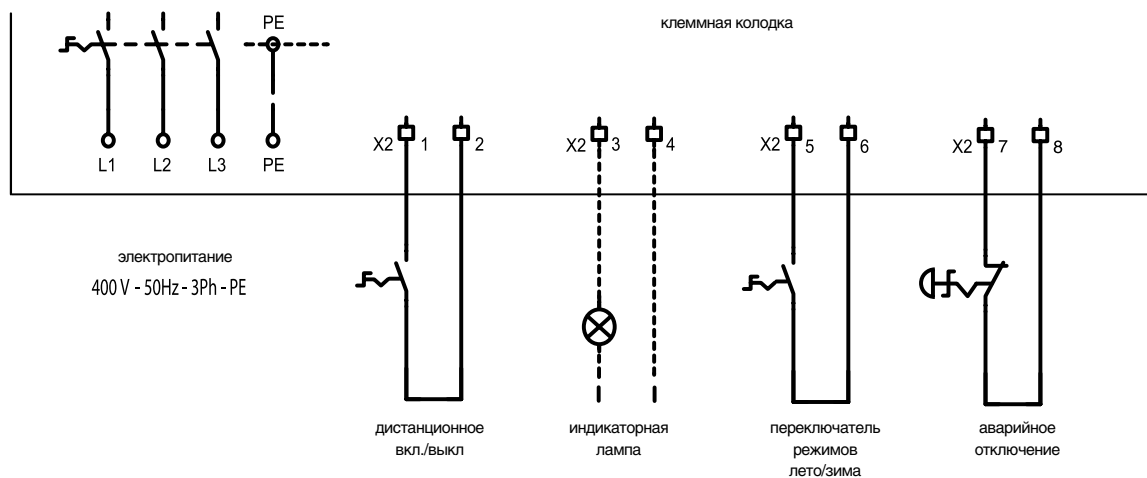 PE
клеммная колодка
L1
L2
L3
PE
X2
1
2
X2
3
4
X2
5
6
X2
7
8
электропитание
400 V - 50Hz - 3Ph - PE
дистанционное
вкл./выкл
индикаторная
лампа
переключатель
режимов
лето/зима
аварийное
отключение